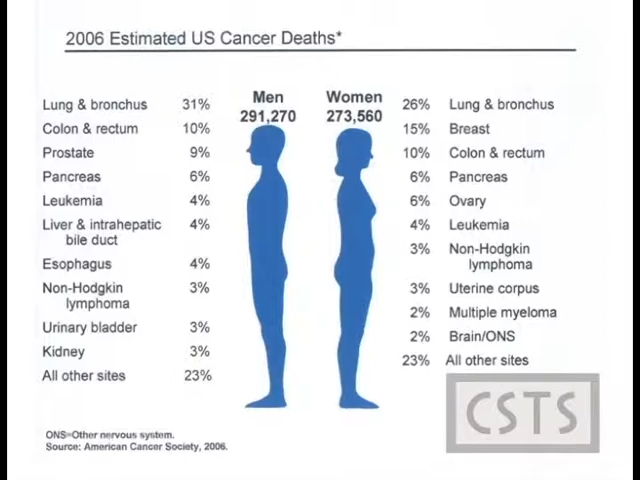 2006 Estimated US Cancer Deaths*
Men
291,270
Women
273,560
Lung & bronchus 31%
Colon & rectum 10%
Prostate 9%
Pancreas 6%
Leukemia 4%
Liver & intrahepatic 4%
bile duct
Esophagus 4%
Non-Hodgkin 3%
lymphoma
Urinary bladder 3%
Kidney 3%
All other sites 23%
26% Lung & bronchus
15% Breast
10% Colon & rectum
6% Pancreas
6% Ovary
4% Leukemia
3% Non-Hodgkin
lymphoma
3% Uterine corpus
2% Multiple myeloma
2% Brain/ONS
23% All other sites
CSTS
ONS=Other nervous system.
Source: American Cancer Society, 2006.